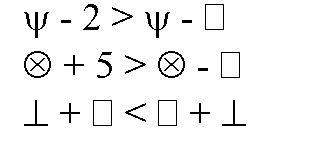 ψ - 2 > ψ - □
⊗ + 5 > ⊗ - □
⊥ + □ < □ + ⊥